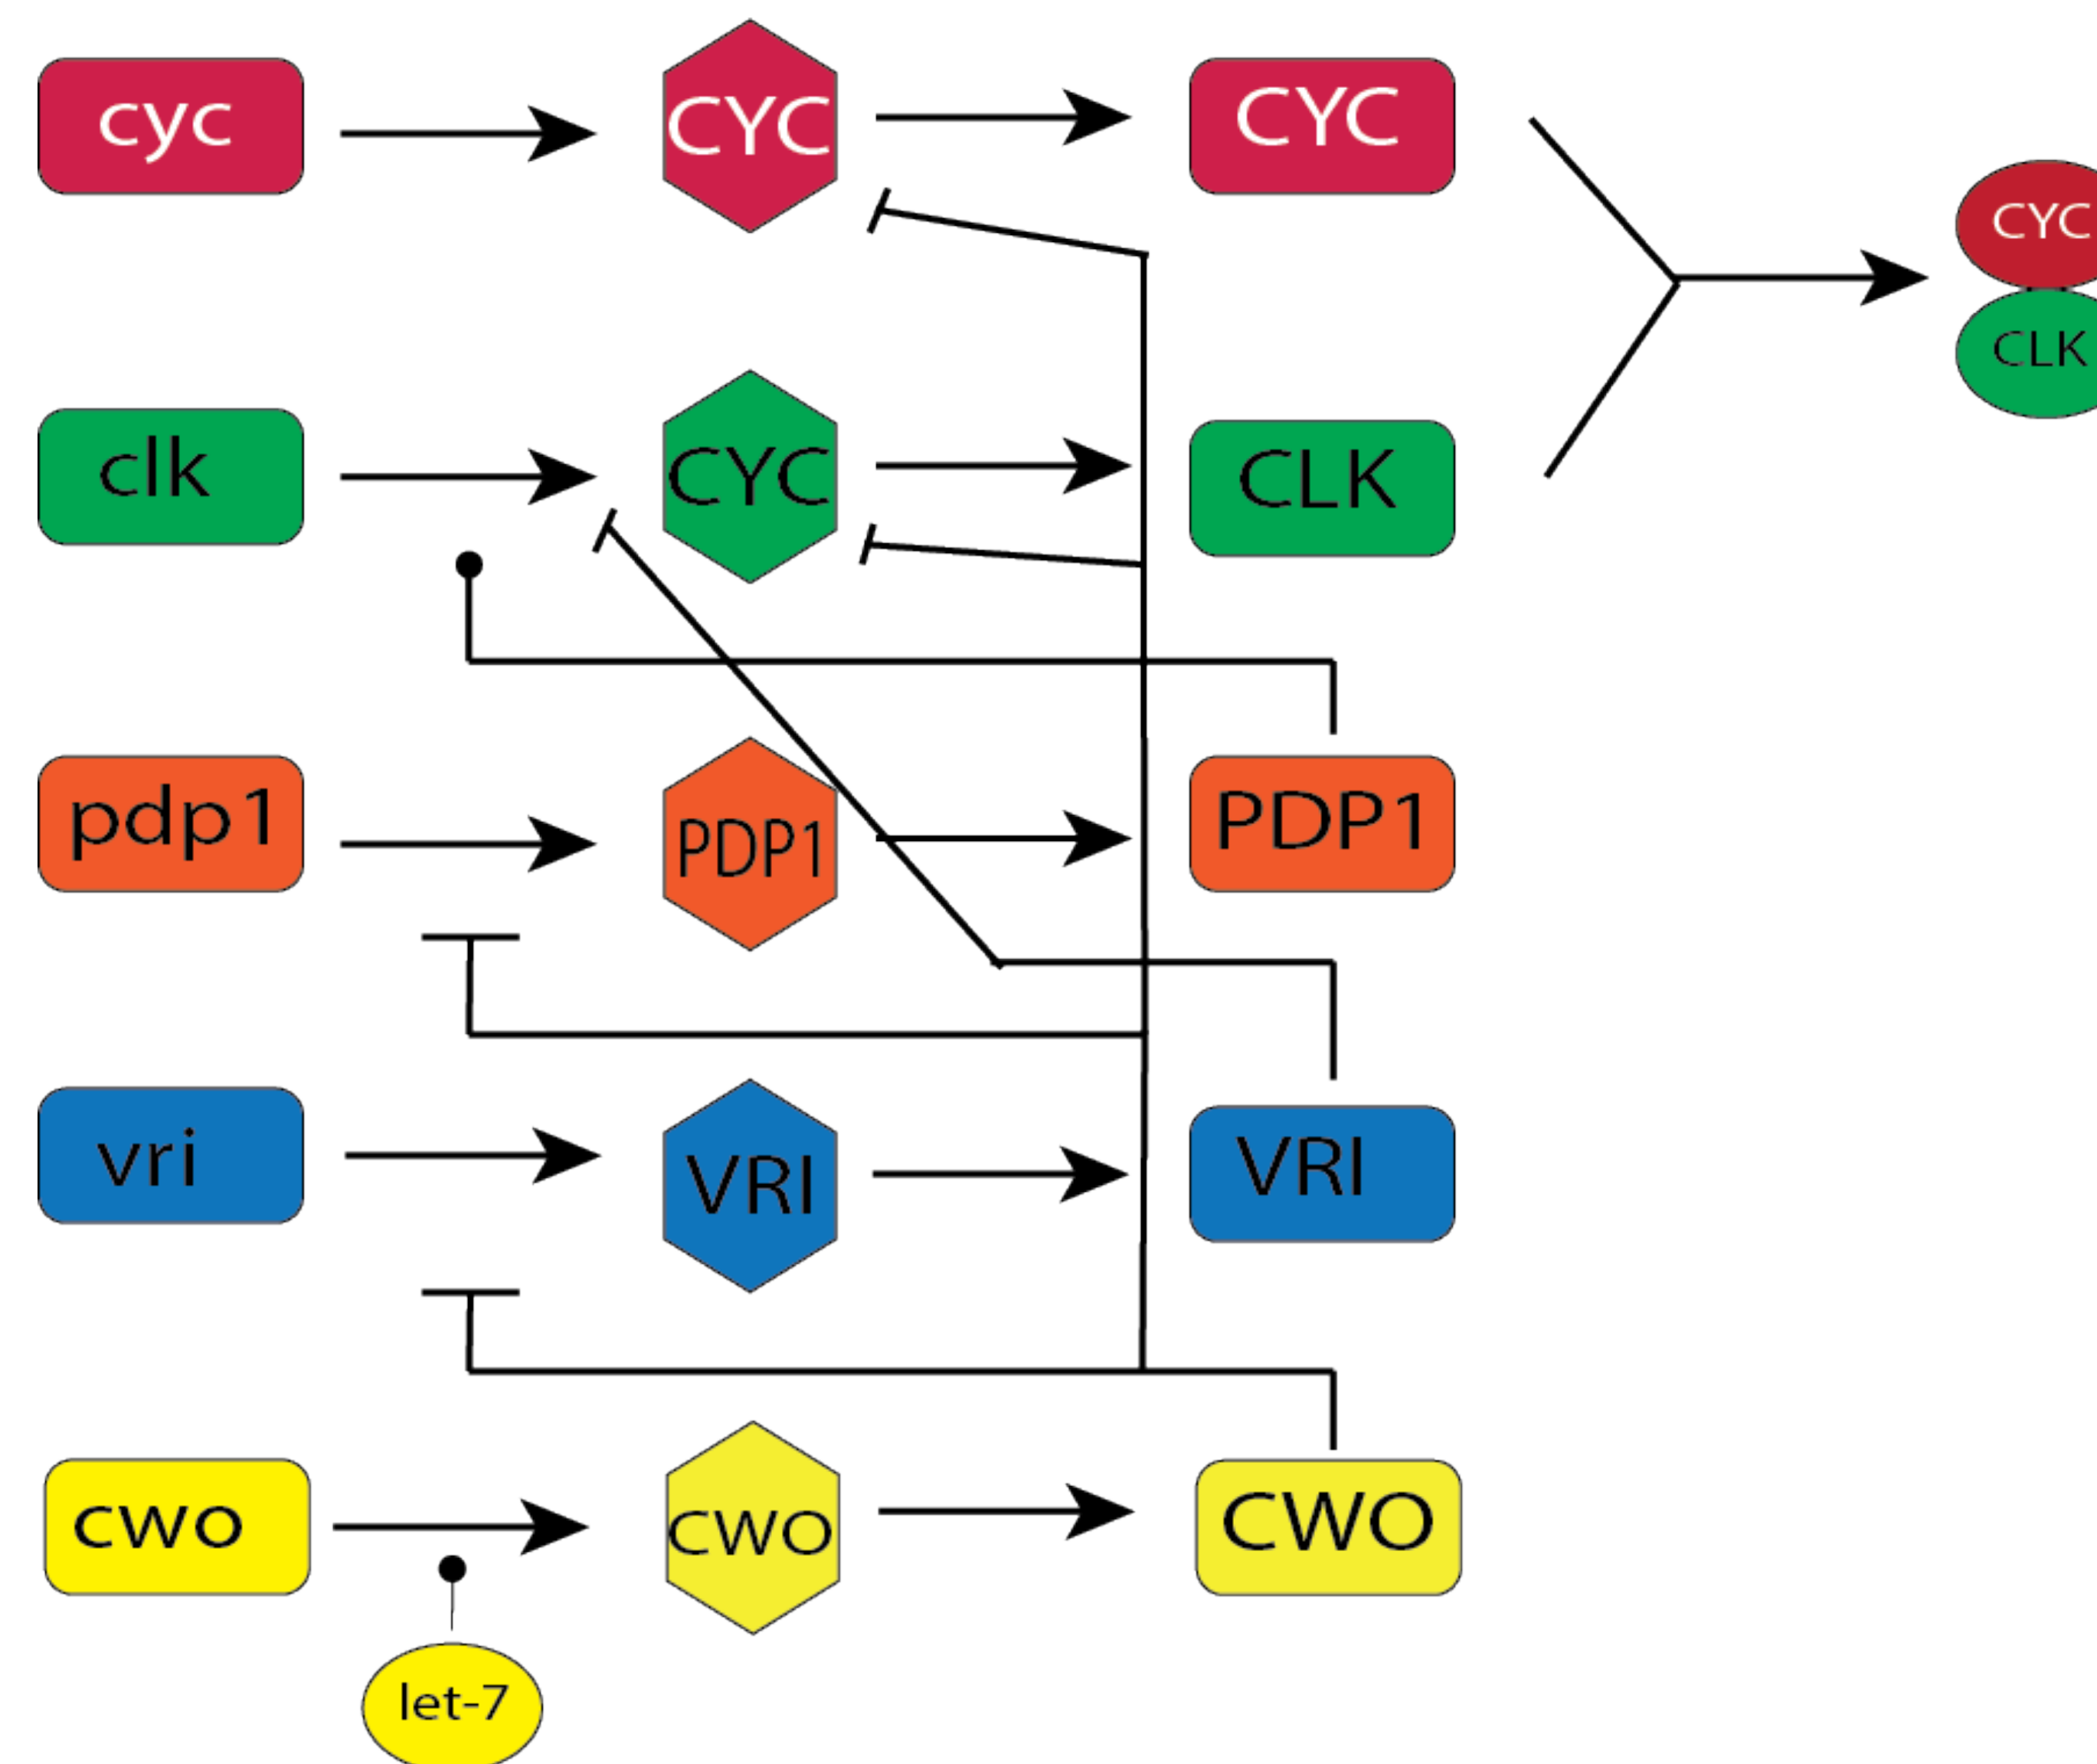 cyc
CYC
CYC
CYC
CLK
clk
CYC
CLK
pdp1
PDP1
PDP1
vri
VRI
VRI
cwo
CWO
CWO
let-7